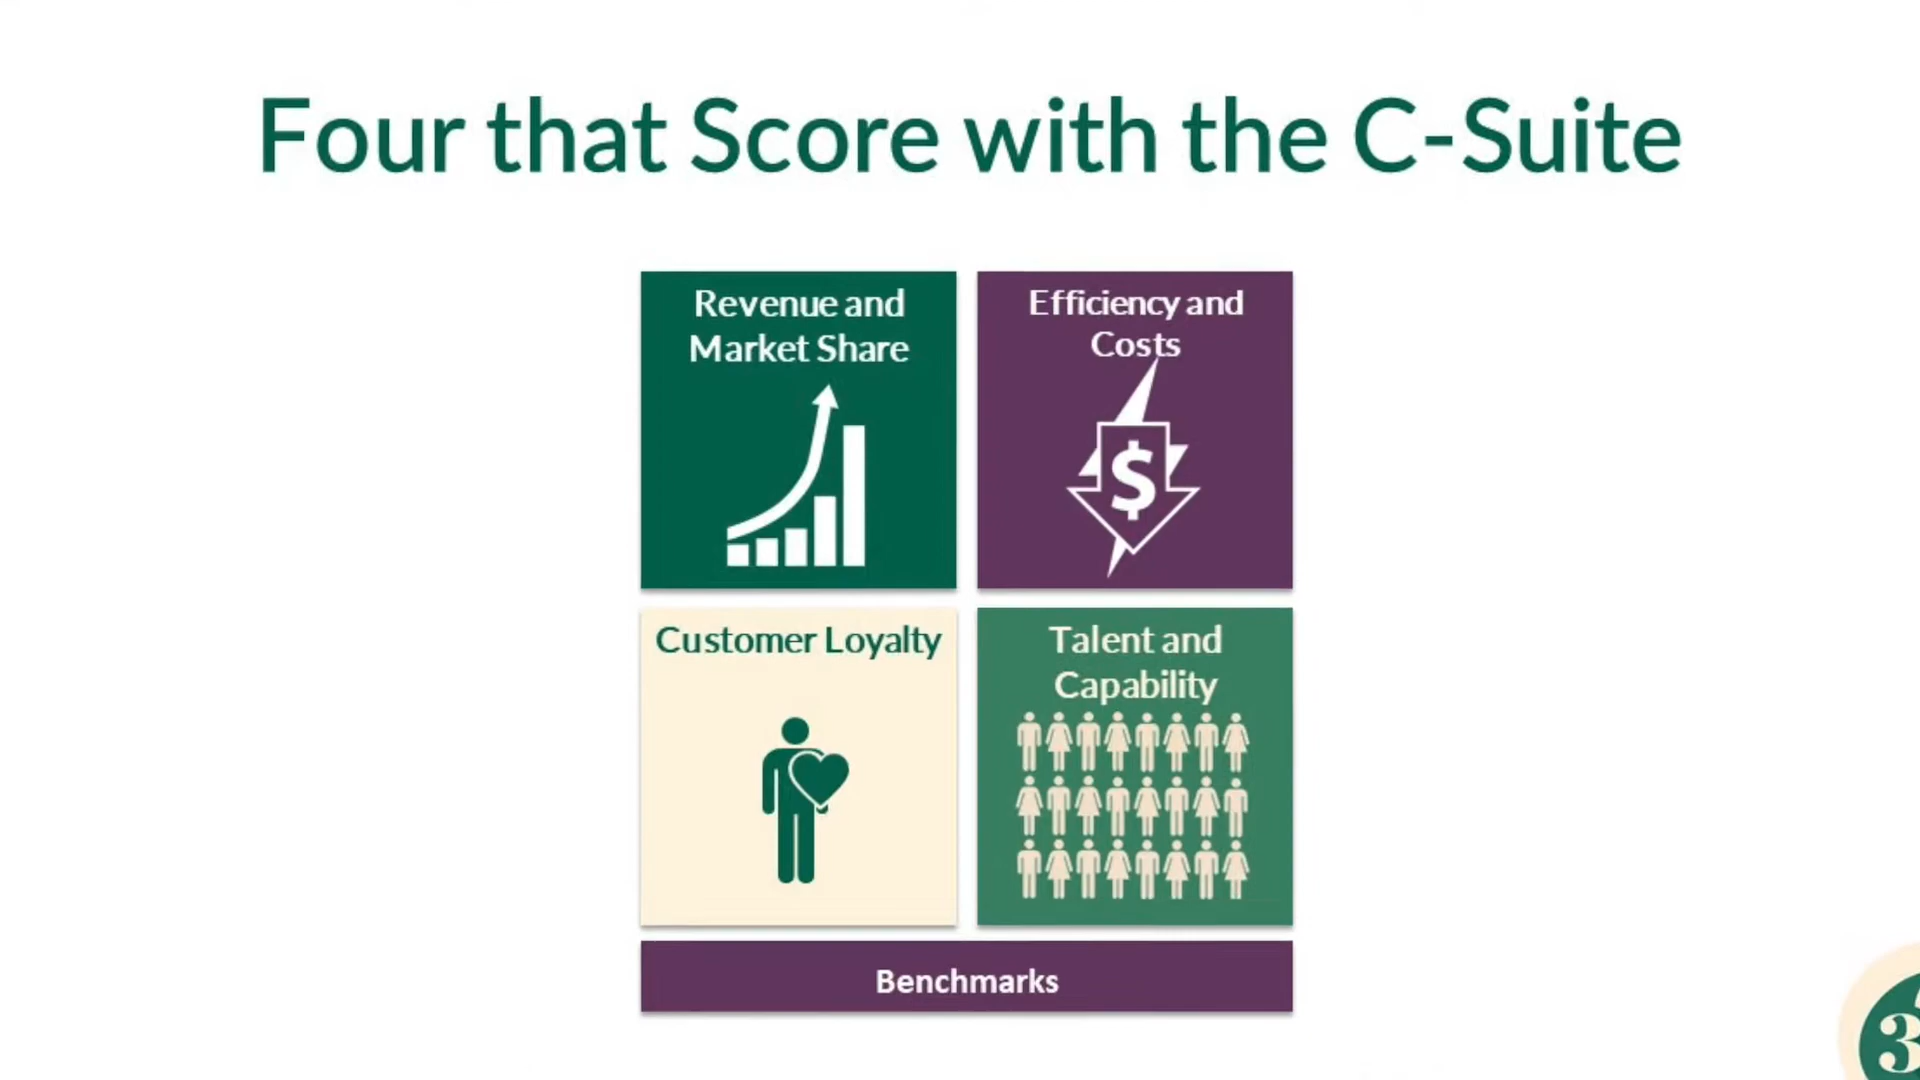 Four that Score with the C-Suite
Revenue and
Market Share
Efficiency and
Costs
$
Customer Loyalty
Talent and
Capability
Benchmarks
3